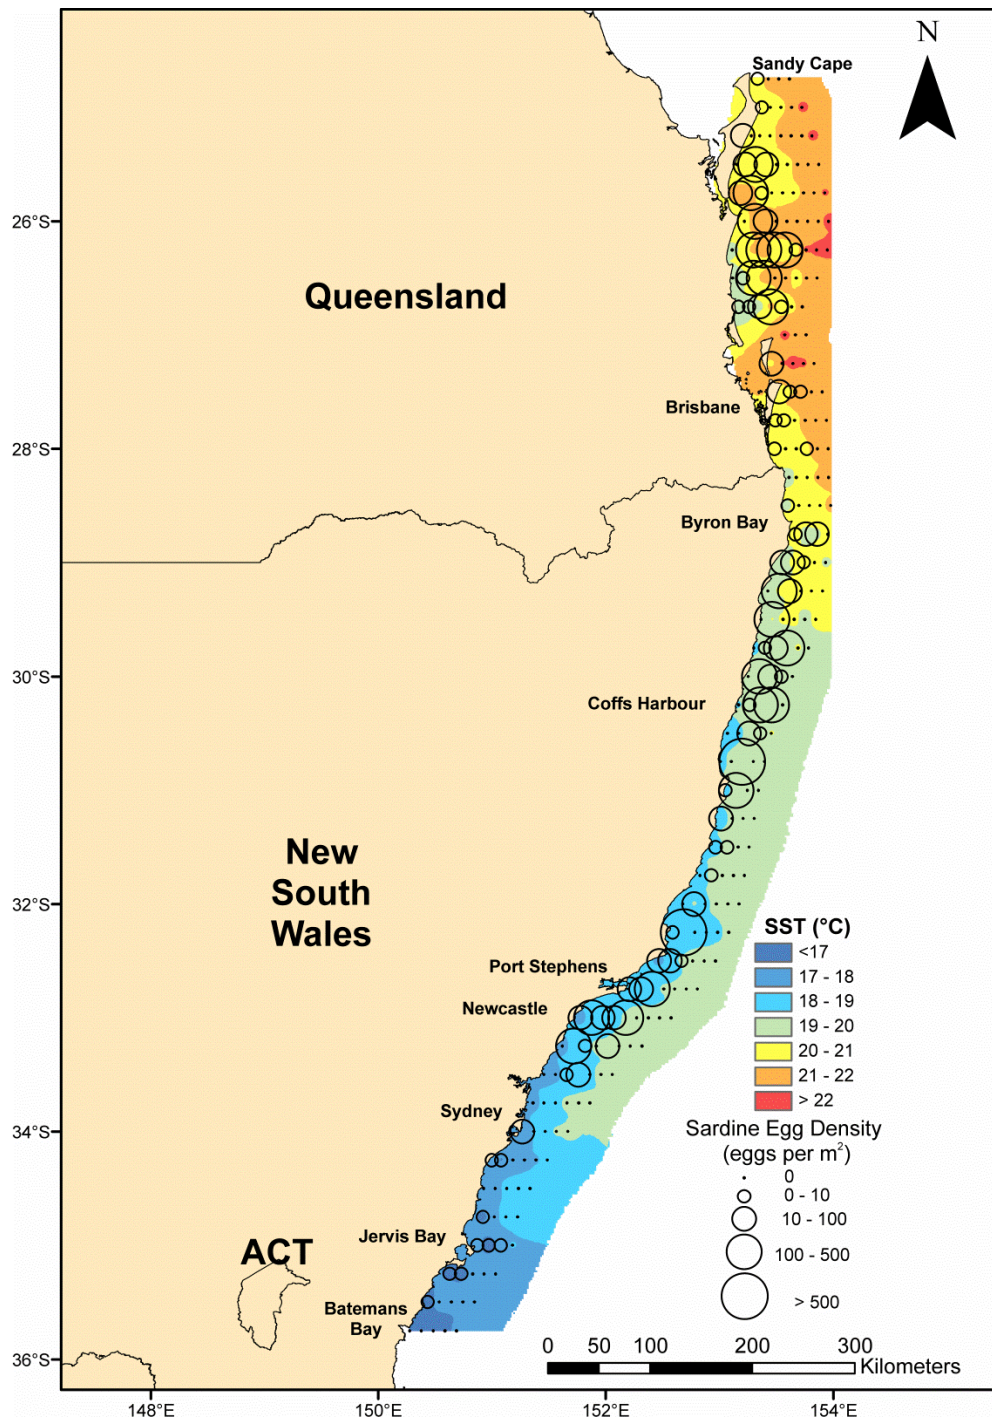 N
Sandy Cape
26°S
Queensland
Brisbane
28°S
Byron Bay
30°S
Coffs Harbour
New
South
Wales
32°S
SST (°C)
<17
17 - 18
18 - 19
19 - 20
20 - 21
21 - 22
> 22
Port Stephens
Newcastle
Sydney
34°S
Sardine Egg Density
(eggs per m²)
0
0 - 10
10 - 100
100 - 500
> 500
Jervis Bay
ACT
Batemans
Bay
36°S
0 50 100 200 300
Kilometers
148°E 150°E 152°E 154°E